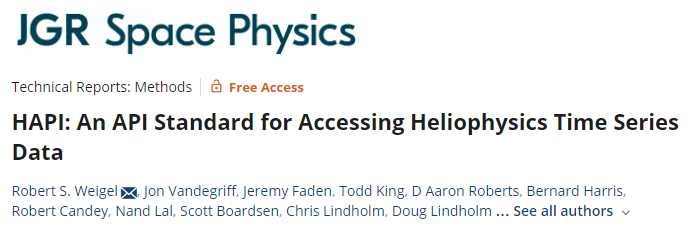 JGR Space Physics
Technical Reports: Methods Free Access
HAPI: An API Standard for Accessing Heliophysics Time Series
Data
Robert S. Weigel, Jon Vandegriff, Jeremy Faden, Todd King, D Aaron Roberts, Bernard Harris,
Robert Candey, Nand Lal, Scott Boardsen, Chris Lindholm, Doug Lindholm ... See all authors